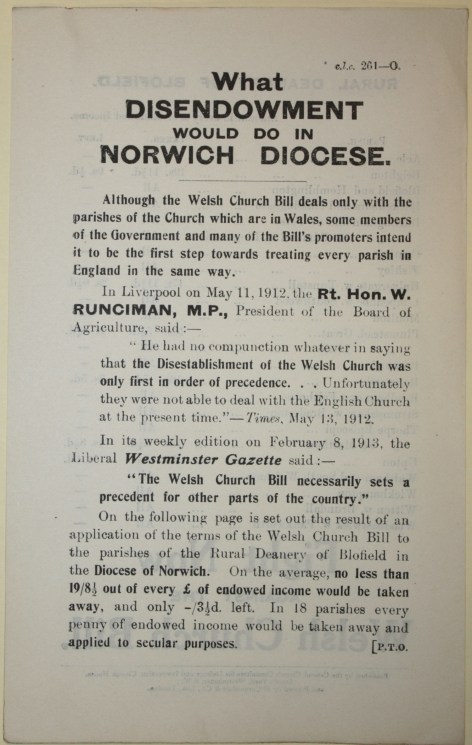 c.l.c. 261—O.
What
DISENDOWMENT
WOULD DO IN
NORWICH DIOCESE.
Although the Welsh Church Bill deals only with the
parishes of the Church which are in Wales, some members
of the Government and many of the Bill's promoters intend
it to be the first step towards treating every parish in
England in the same way.
In Liverpool on May 11, 1912, the Rt. Hon. W.
RUNCIMAN, M.P., President of the Board of
Agriculture, said :—
" He had no compunction whatever in saying
that the Disestablishment of the Welsh Church was
only first in order of precedence. . . Unfortunately
they were not able to deal with the English Church
at the present time."—Times, May 13, 1912.
In its weekly edition on February 8, 1913, the
Liberal Westminster Gazette said :—
"The Welsh Church Bill necessarily sets a
precedent for other parts of the country."
On the following page is set out the result of an
application of the terms of the Welsh Church Bill to
the parishes of the Rural Deanery of Blofield in
the Diocese of Norwich. On the average, no less than
19/8½ out of every £ of endowed income would be taken
away, and only -/3½d. left. In 18 parishes every
penny of endowed income would be taken away and
applied to secular purposes. [P.T.O.